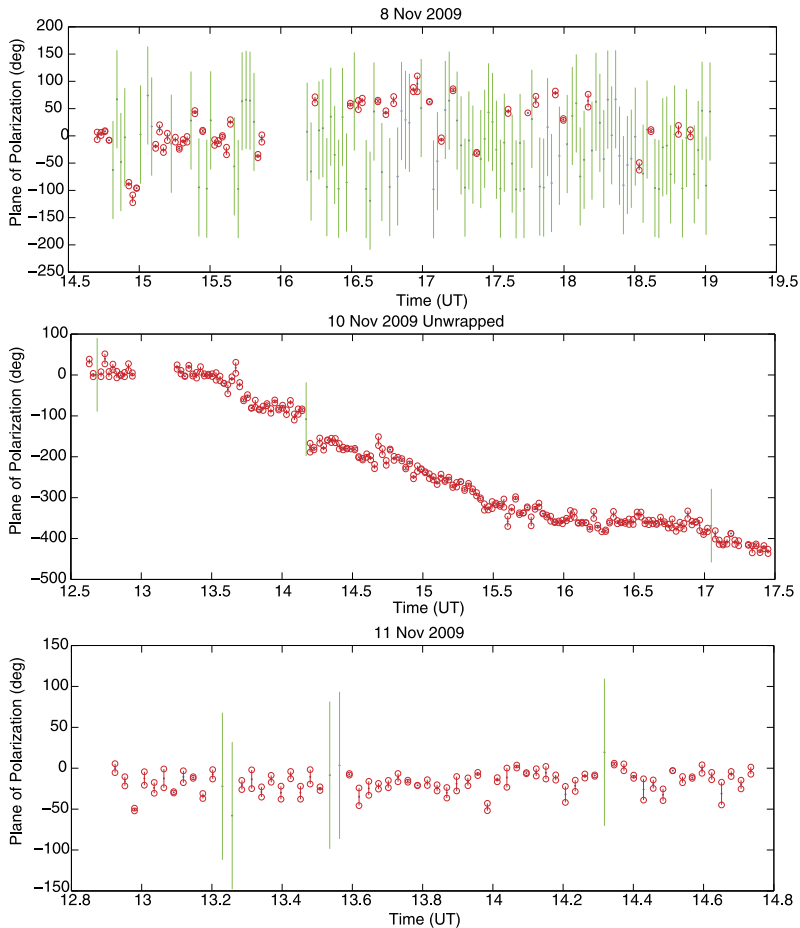 8 Nov 2009
Plane of Polarization (deg)
200
150
100
50
0
−50
−100
−150
−200
−250
14.5 15 15.5 16 16.5 17 17.5 18 18.5 19 19.5
Time (UT)
10 Nov 2009 Unwrapped
Plane of Polarization (deg)
100
0
−100
−200
−300
−400
−500
12.5 13 13.5 14 14.5 15 15.5 16 16.5 17 17.5
Time (UT)
11 Nov 2009
Plane of Polarization (deg)
150
100
50
0
−50
−100
−150
12.8 13 13.2 13.4 13.6 13.8 14 14.2 14.4 14.6 14.8
Time (UT)